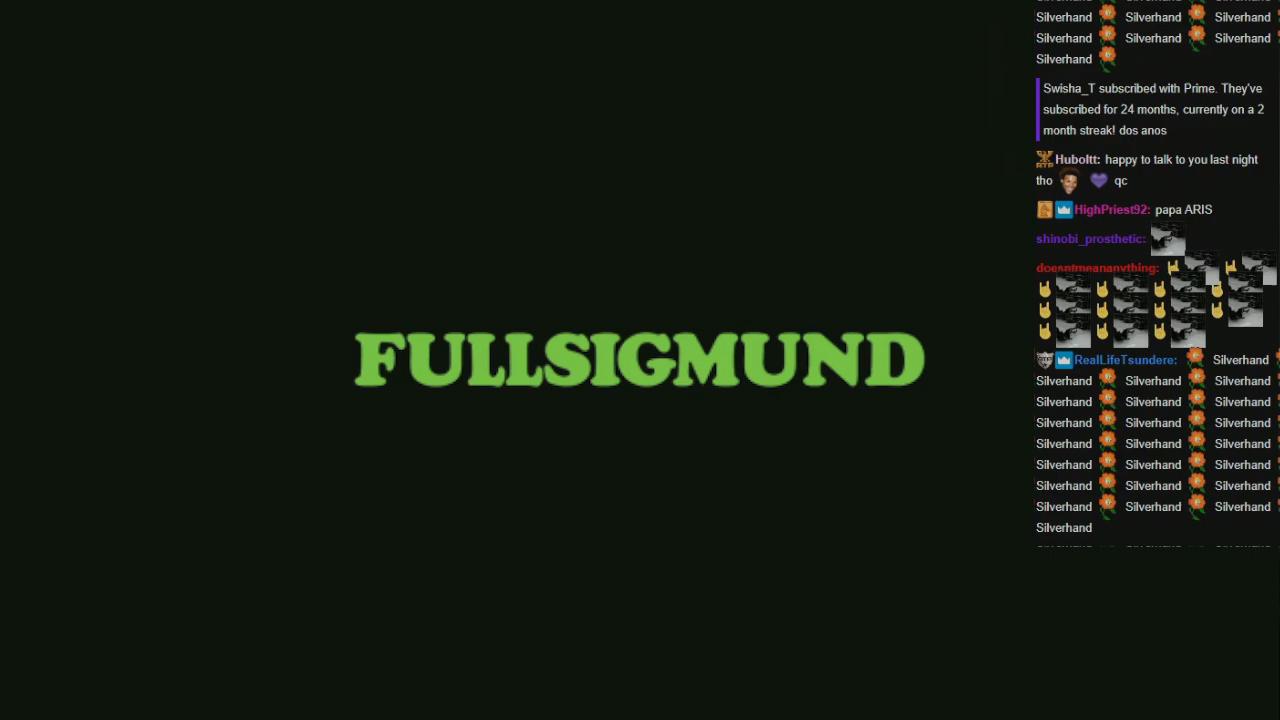 Silverhand Silverhand Silverhand
Silverhand Silverhand Silverhand
Silverhand
Swisha_T subscribed with Prime. They've
subscribed for 24 months, currently on a 2
month streak! dos anos
Huboltt: happy to talk to you last night
tho qc
HighPriest92: papa ARIS
shinobi_prosthetic:
doesntmeananything:
RealLifeTsundere: Silverhand
Silverhand Silverhand Silverhand
Silverhand Silverhand Silverhand
Silverhand Silverhand Silverhand
Silverhand Silverhand Silverhand
Silverhand Silverhand Silverhand
Silverhand Silverhand Silverhand
Silverhand Silverhand Silverhand
Silverhand
FULLSIGMUND